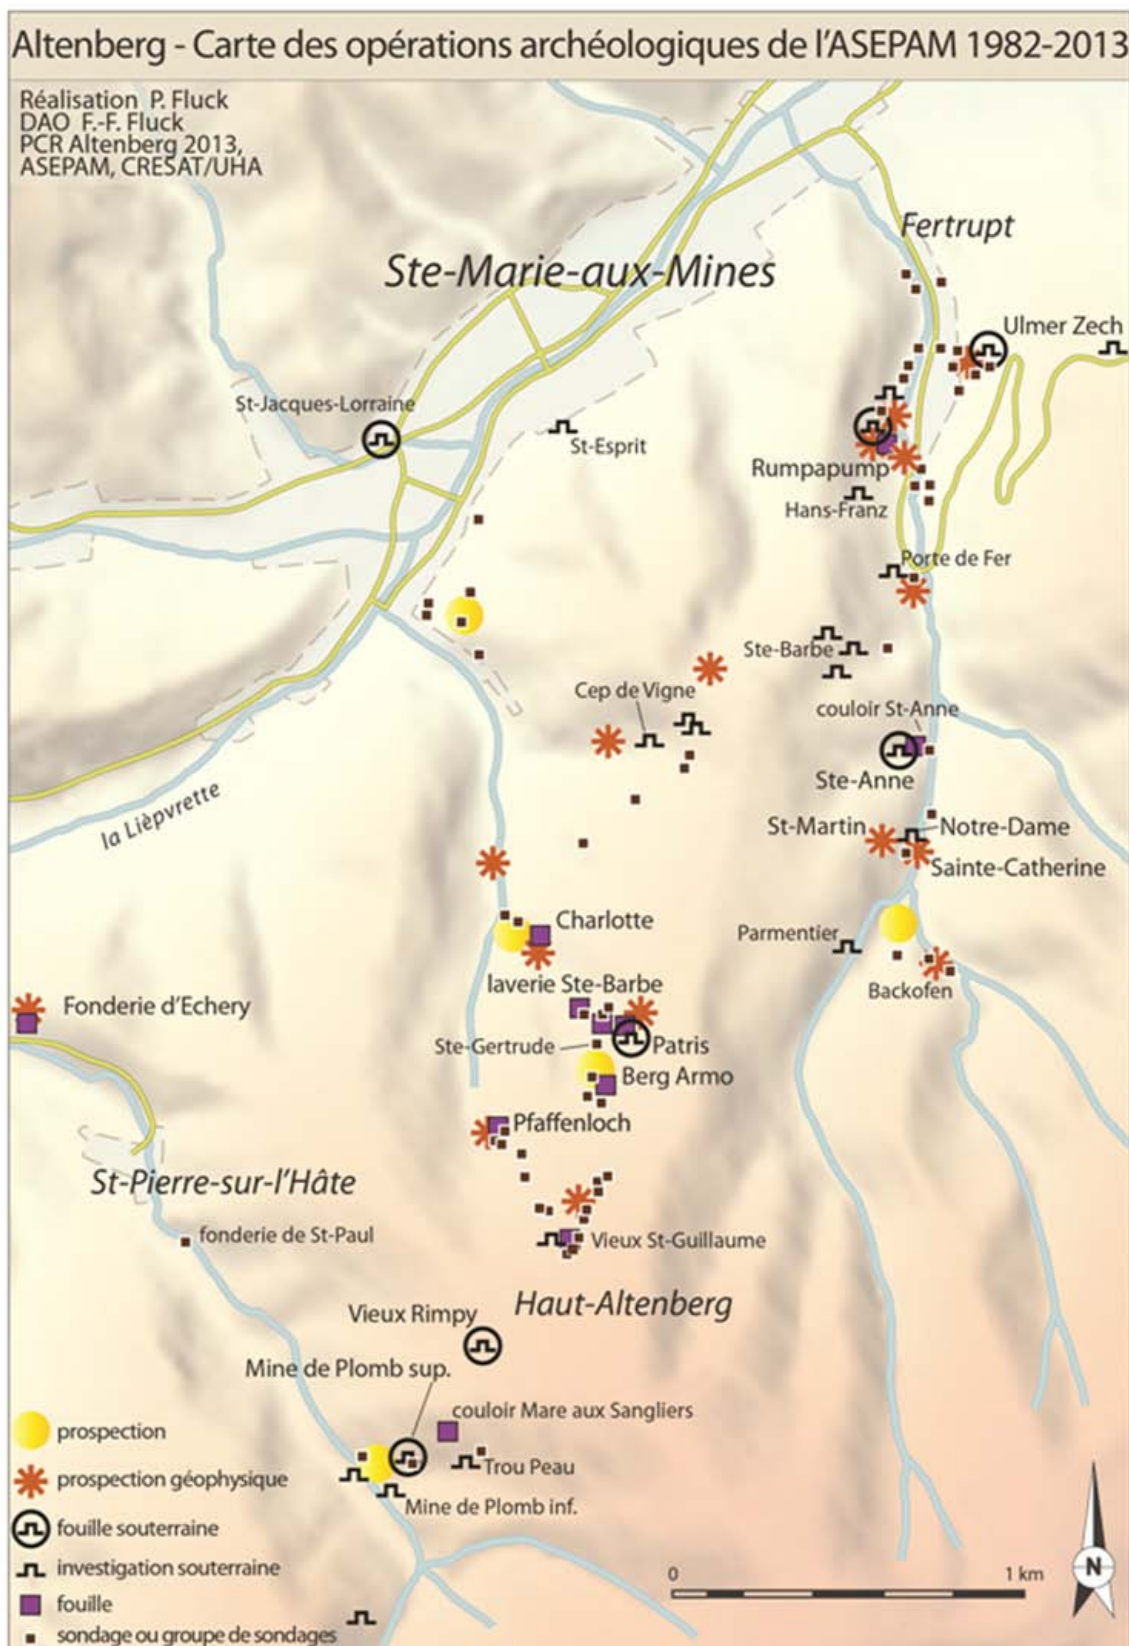 Altenberg - Carte des opérations archéologiques de l'ASEPAM 1982-2013
Réalisation P. Fluck
DAO F.-F. Fluck
PCR Altenberg 2013,
ASEPAM, CRESAT/UHA
Fertrupt
Ste-Marie-aux-Mines
Ulmer Zech
St-Jacques-Lorraine
St-Esprit
Rumpapump
Hans-Franz
Porte de Fer
Ste-Barbe
Cep de Vigne
couloir St-Anne
Ste-Anne
la Lièpvrette
St-Martin
Notre-Dame
Sainte-Catherine
Charlotte
Parmentier
laverie Ste-Barbe
Backofen
Fonderie d'Echery
Ste-Gertrude
Patris
Berg Armo
Pfaffenloch
St-Pierre-sur-l'Hâte
fonderie de St-Paul
Vieux St-Guillaume
Haut-Altenberg
Vieux Rimpy
Mine de Plomb sup.
couloir Mare aux Sangliers
Trou Peau
Mine de Plomb inf.
prospection
prospection géophysique
fouille souterraine
investigation souterraine
fouille
sondage ou groupe de sondages
0 1 km
N